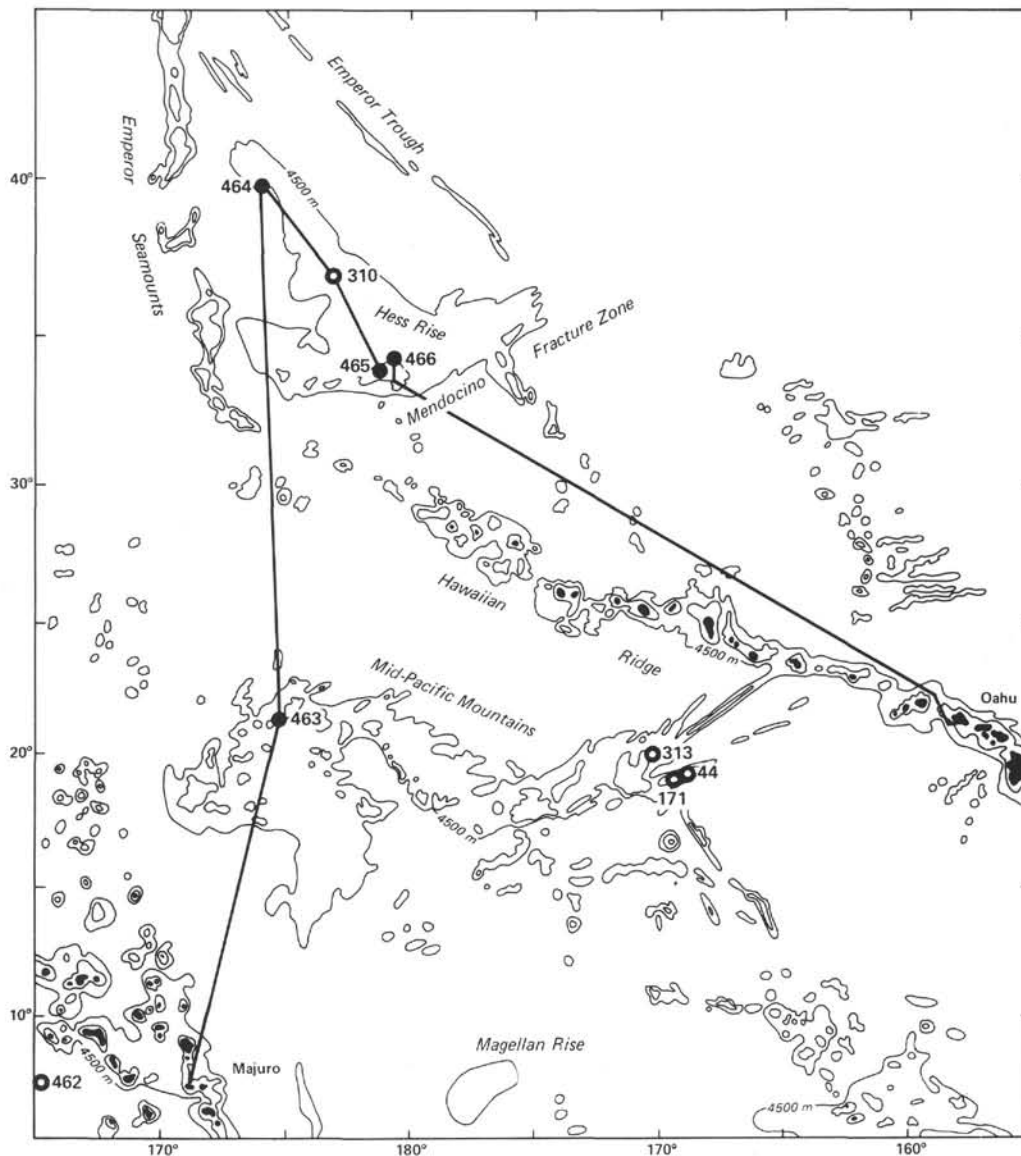 Emperor Trough
Emperor
Seamounts
40°
4500 m
464
310
Hess Rise
Fracture Zone
465
466
Mendocino
30°
Hawaiian
Ridge
4500 m
Mid-Pacific Mountains
Oahu
463
20°
313
44
171
4500 m
10°
Magellan Rise
4500 m
Majuro
462
4500 m
170°
180°
170°
160°